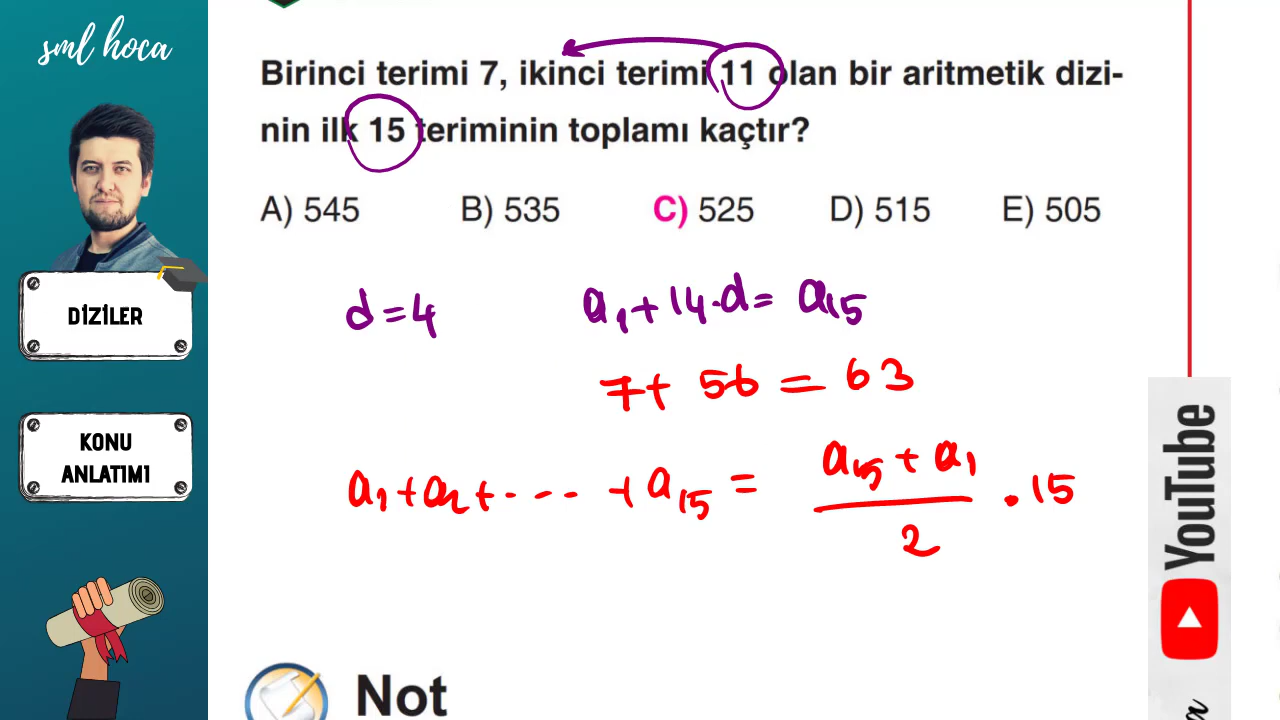 sml hoca
Birinci terimi 7, ikinci terimi 11 olan bir aritmetik dizi-
nin ilk 15 teriminin toplamı kaçtır?
A) 545 B) 535 C) 525 D) 515 E) 505
DİZİLER
d=4 a₁+14.d= a₁₅
7+ 56 = 63
KONU
ANLATIMI
a₁+a₂+.... +a₁₅ = (a₁₅+a₁)/2 . 15
YouTube
Not